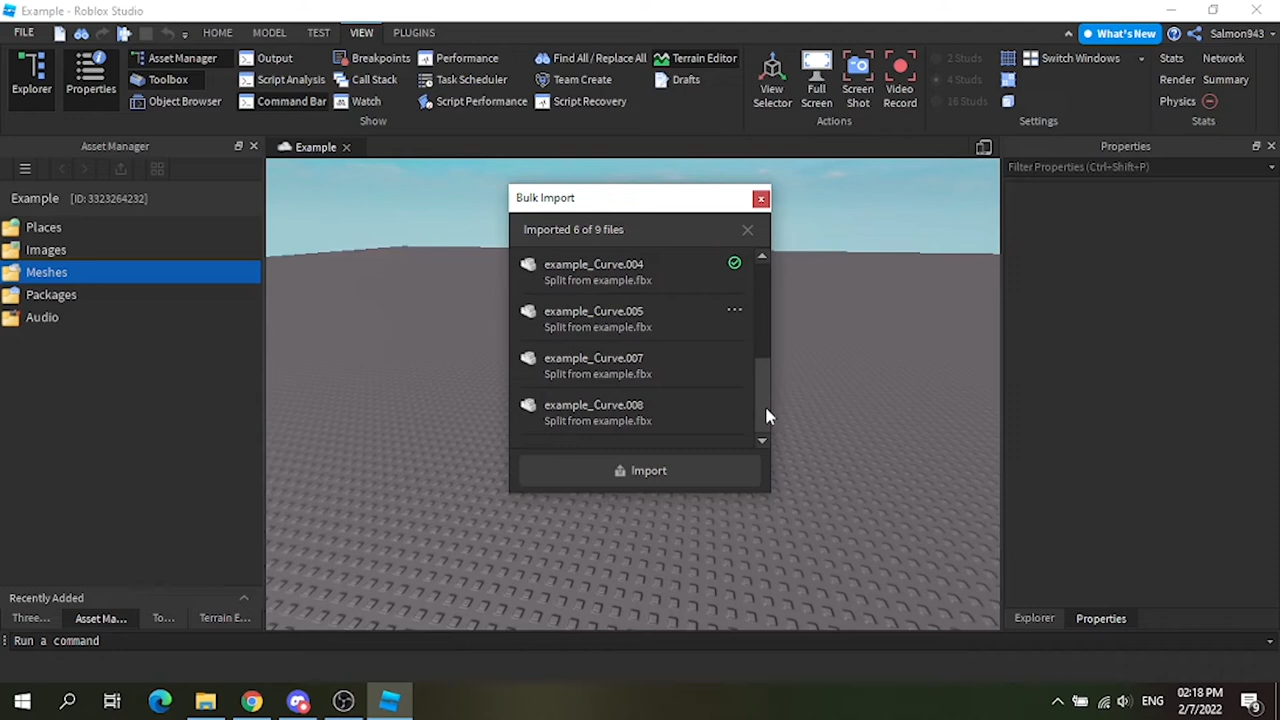 Example - Roblox Studio
FILE HOME MODEL TEST VIEW PLUGINS What's New Salmon943
Explorer
Properties
Asset Manager
Toolbox
Object Browser
Output
Script Analysis
Command Bar
Breakpoints
Call Stack
Watch
Performance
Task Scheduler
Script Performance
Find All / Replace All
Team Create
Script Recovery
Terrain Editor
Drafts
Show
View Selector
Full Screen
Screen Shot
Video Record
Actions
2 Studs
4 Studs
16 Studs
Switch Windows
Settings
Stats Network
Render Summary
Physics
Stats
Asset Manager
Example [ID: 3323264232]
Places
Images
Meshes
Packages
Audio
Recently Added
Three... Asset Ma... To... Terrain E...
Run a command
Example
Bulk Import
Imported 6 of 9 files
example_Curve.004
Split from example.fbx
example_Curve.005
Split from example.fbx
example_Curve.007
Split from example.fbx
example_Curve.008
Split from example.fbx
Import
Properties
Filter Properties (Ctrl+Shift+P)
Explorer Properties
ENG
02:18 PM
2/7/2022
9